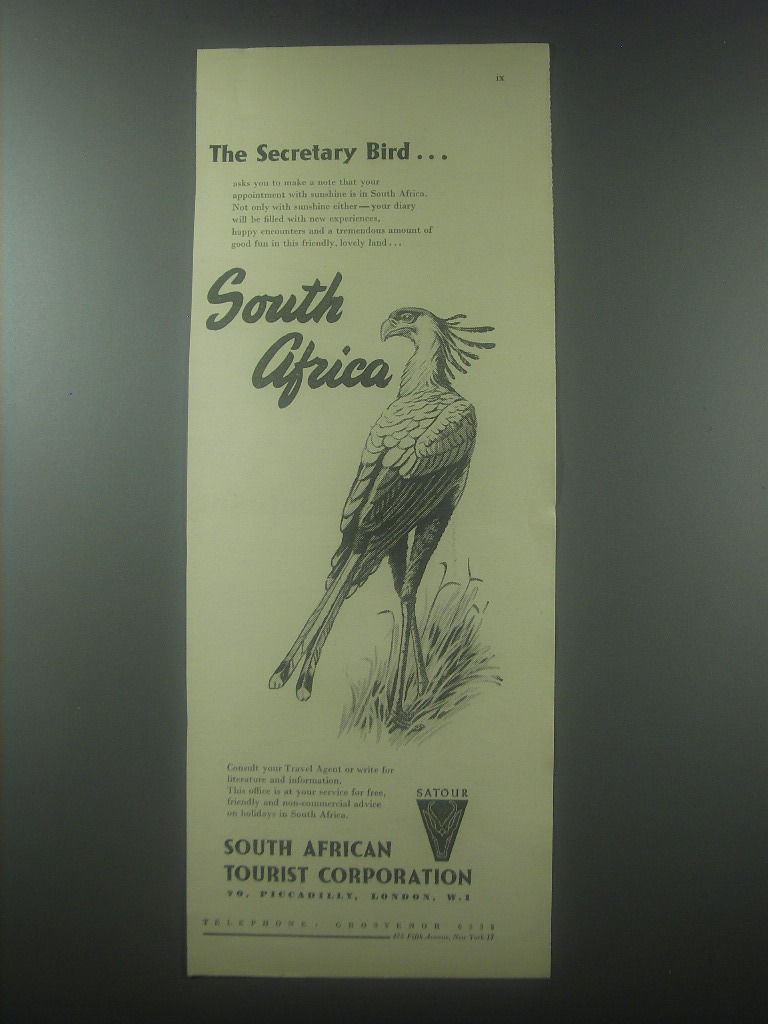 ix
The Secretary Bird . . .
asks you to make a note that your
appointment with sunshine is in South Africa.
Not only with sunshine either — your diary
will be filled with new experiences,
happy encounters and a tremendous amount of
good fun in this friendly, lovely land . . .
South
Africa
Consult your Travel Agent or write for
literature and information.
This office is at your service for free,
friendly and non-commercial advice
on holidays in South Africa.
SATOUR
SOUTH AFRICAN
TOURIST CORPORATION
70, PICCADILLY, LONDON, W.1
TELEPHONE: GROSVENOR
Fifth Avenue, New York 17